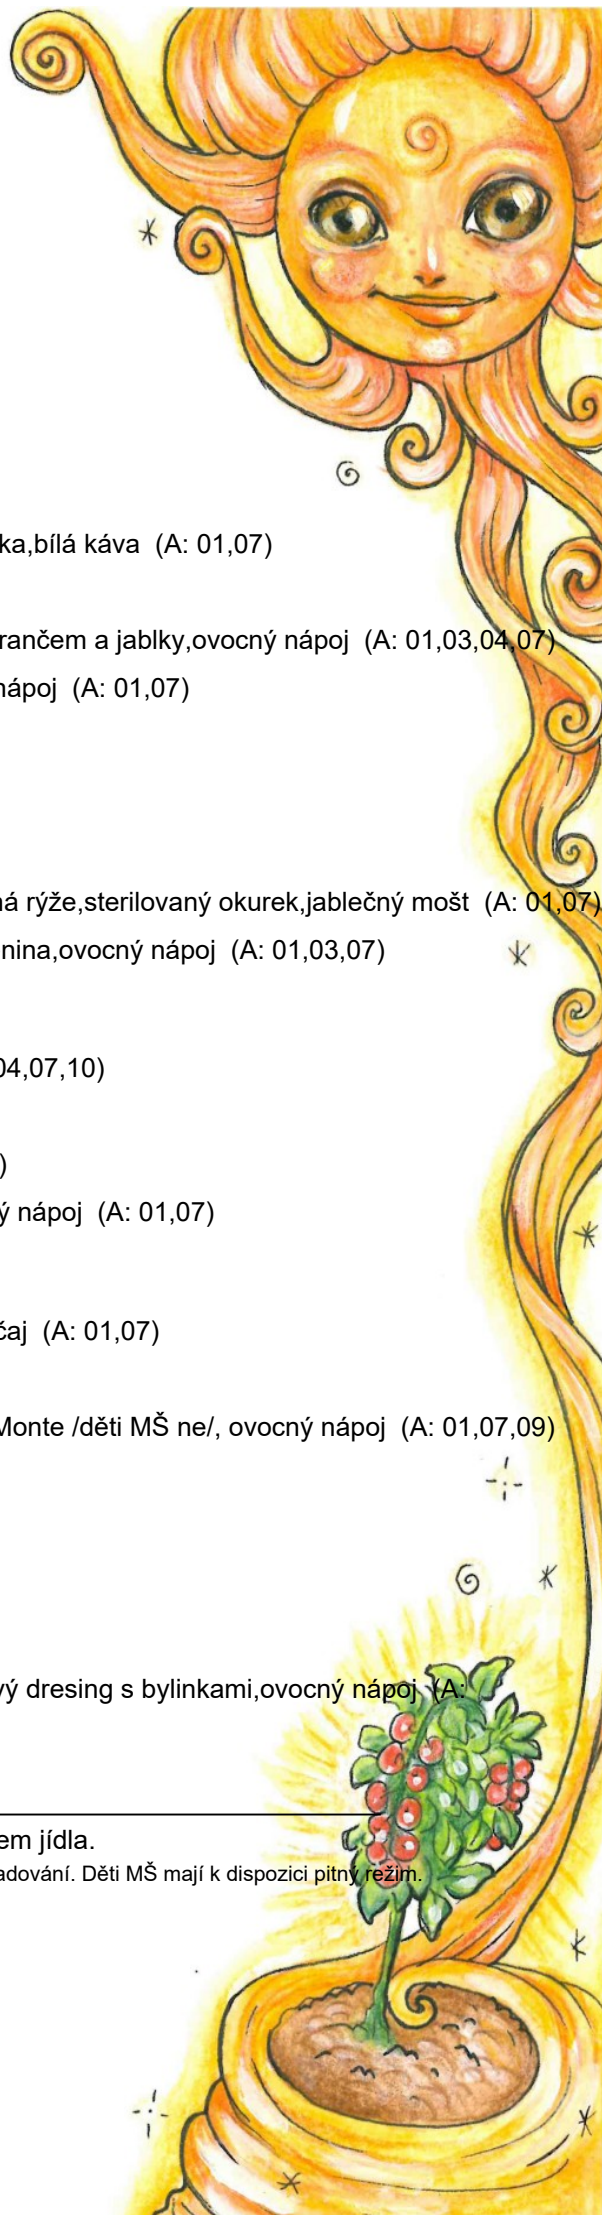 ka,bílá káva (A: 01,07)
rančem a jablky,ovocný nápoj (A: 01,03,04,07)
nápoj (A: 01,07)
ná rýže,sterilovaný okurek,jablečný mošt (A: 01,07)
nina,ovocný nápoj (A: 01,03,07)
04,07,10)
)
ý nápoj (A: 01,07)
čaj (A: 01,07)
Monte /děti MŠ ne/, ovocný nápoj (A: 01,07,09)
vý dresing s bylinkami,ovocný nápoj (A:
em jídla.
adování. Děti MŠ mají k dispozici pitný režim.